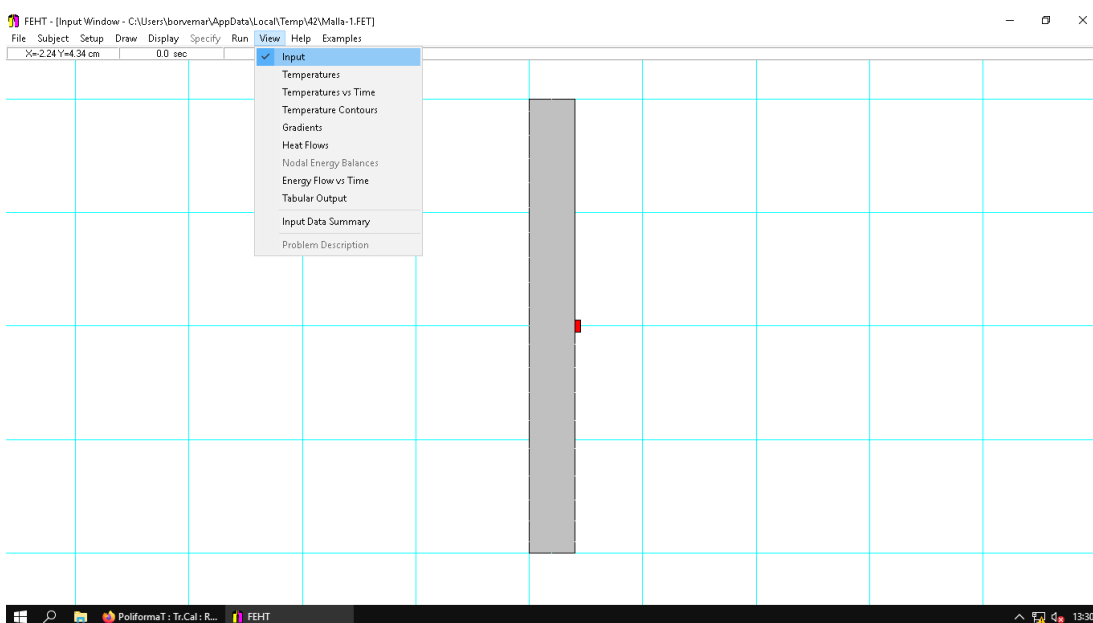 FEHT - [Input Window - C:\Users\borvemar\AppData\Local\Temp\42\Malla-1.FET]
File Subject Setup Draw Display Specify Run View Help Examples
X=-2.24 Y=4.34 cm 0.0 sec
Input
Temperatures
Temperatures vs Time
Temperature Contours
Gradients
Heat Flows
Nodal Energy Balances
Energy Flow vs Time
Tabular Output
Input Data Summary
Problem Description
PoliformaT : Tr.Cal : R... FEHT 13:30